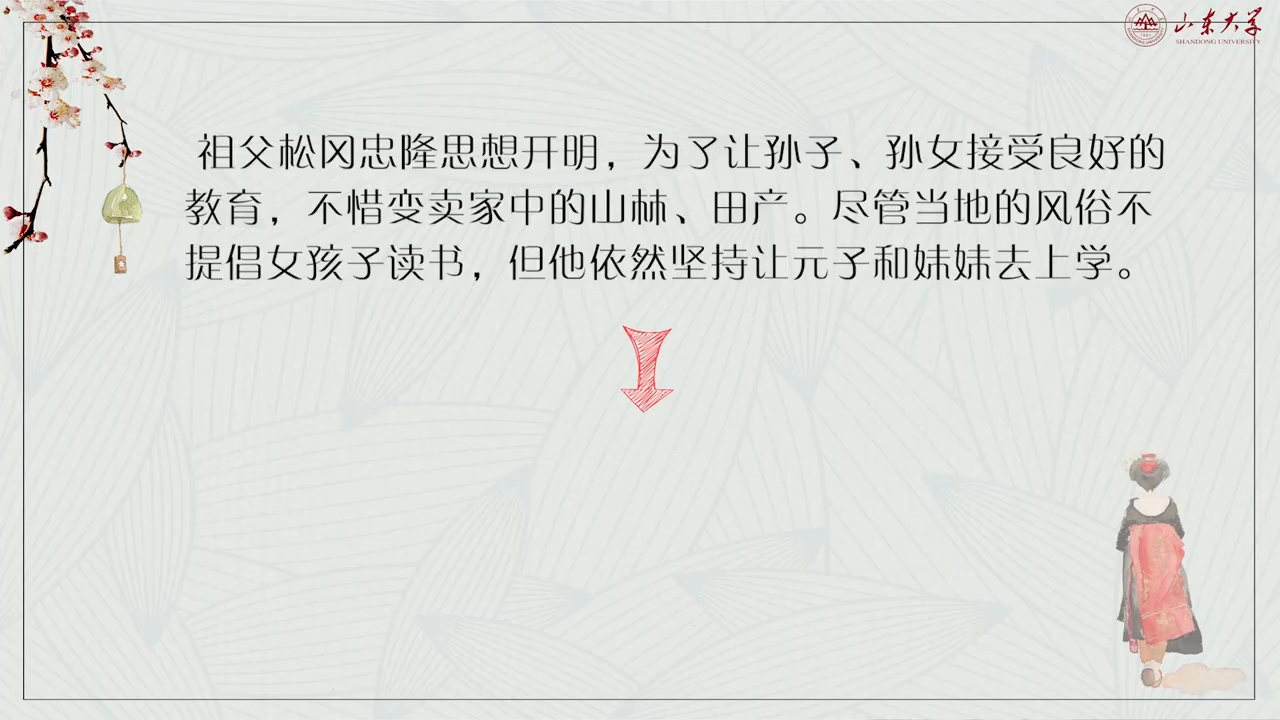 山东大学
SHANDONG UNIVERSITY
祖父松冈忠隆思想开明，为了让孙子、孙女接受良好的
教育，不惜变卖家中的山林、田产。尽管当地的风俗不
提倡女孩子读书，但他依然坚持让元子和妹妹去上学。